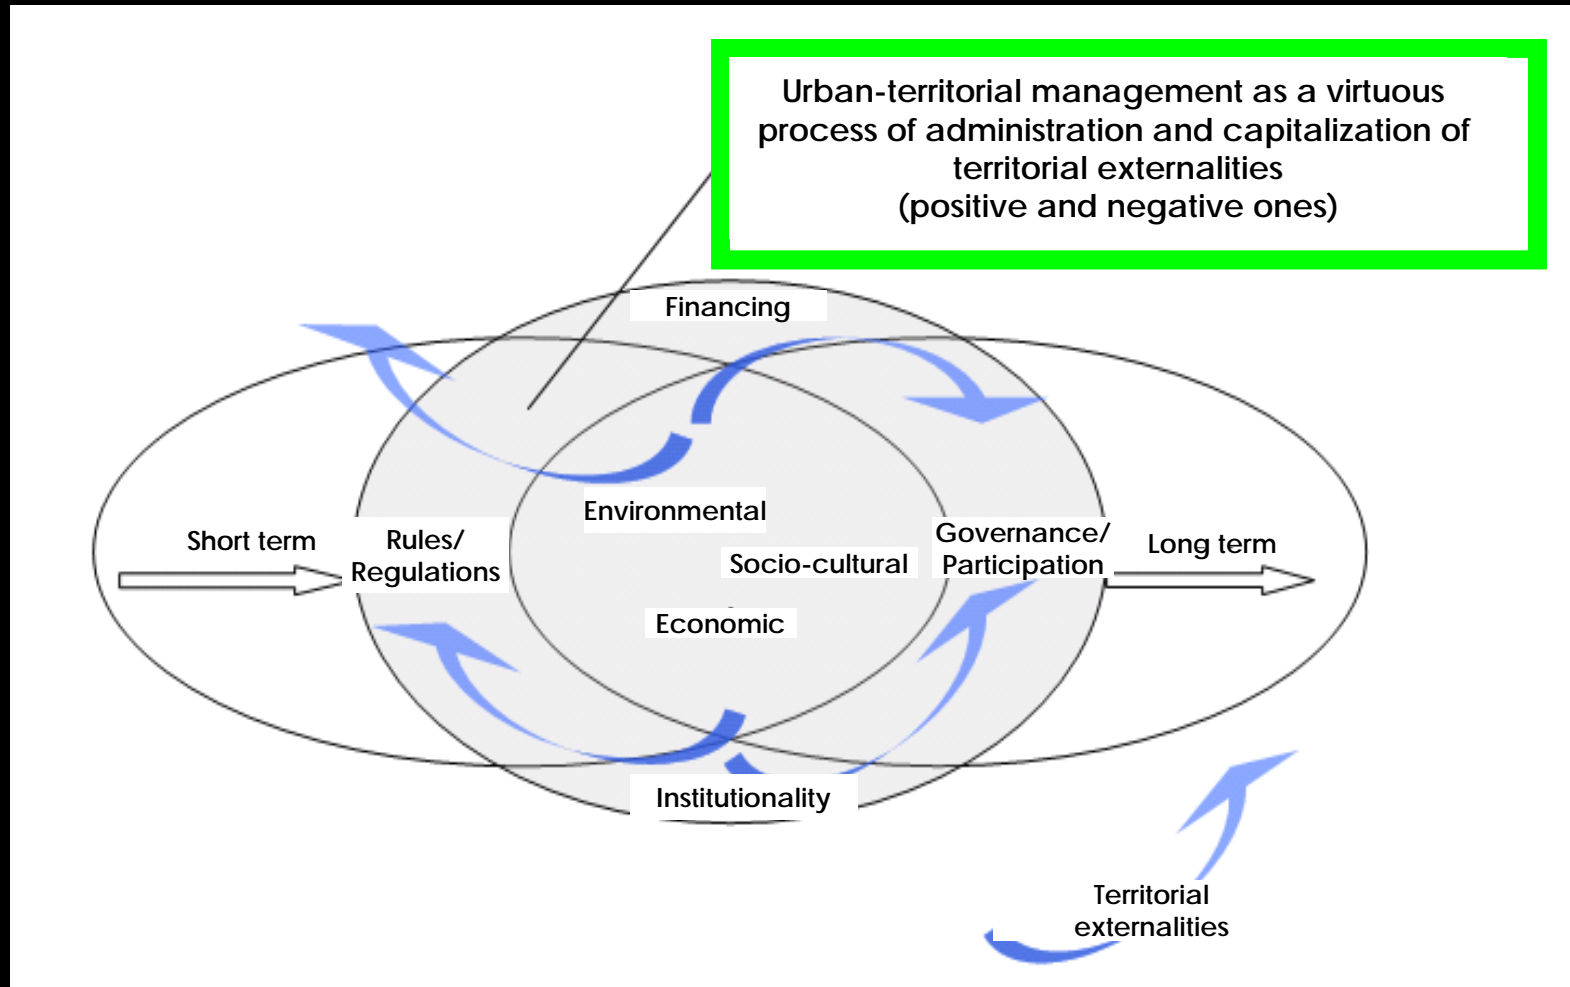 Urban-territorial management as a virtuous
process of administration and capitalization of
territorial externalities
(positive and negative ones)
Financing
Environmental
Short term
Rules/
Regulations
Socio-cultural
Governance/
Participation
Long term
Economic
Institutionality
Territorial
externalities